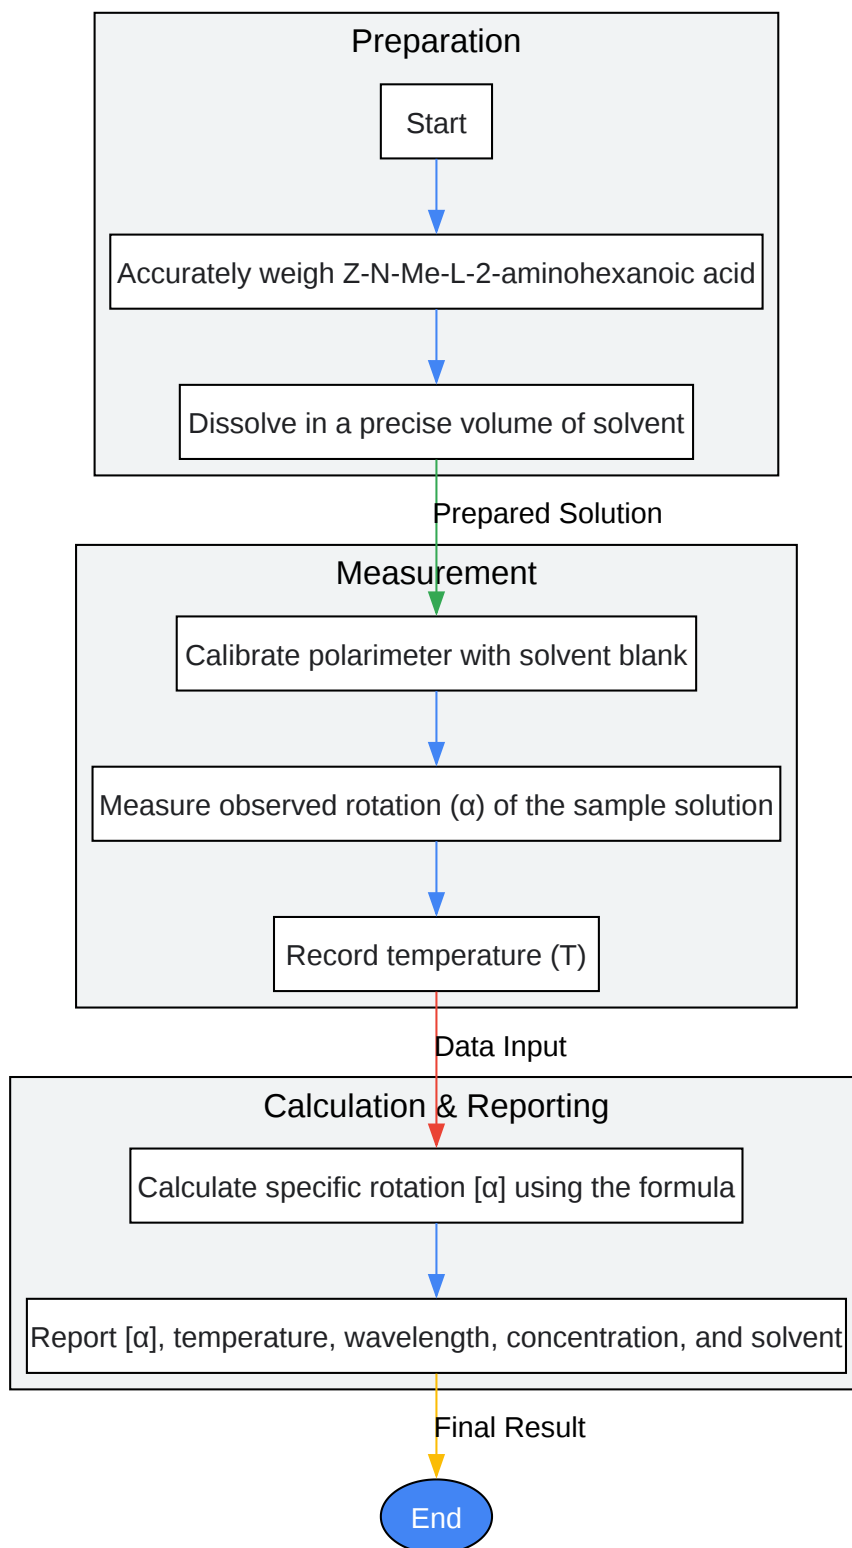 Preparation
Start
Accurately weigh Z-N-Me-L-2-aminohexanoic acid
Dissolve in a precise volume of solvent
Prepared Solution
Measurement
Calibrate polarimeter with solvent blank
Measure observed rotation (α) of the sample solution
Record temperature (T)
Data Input
Calculation & Reporting
Calculate specific rotation [α] using the formula
Report [α], temperature, wavelength, concentration, and solvent
Final Result
End